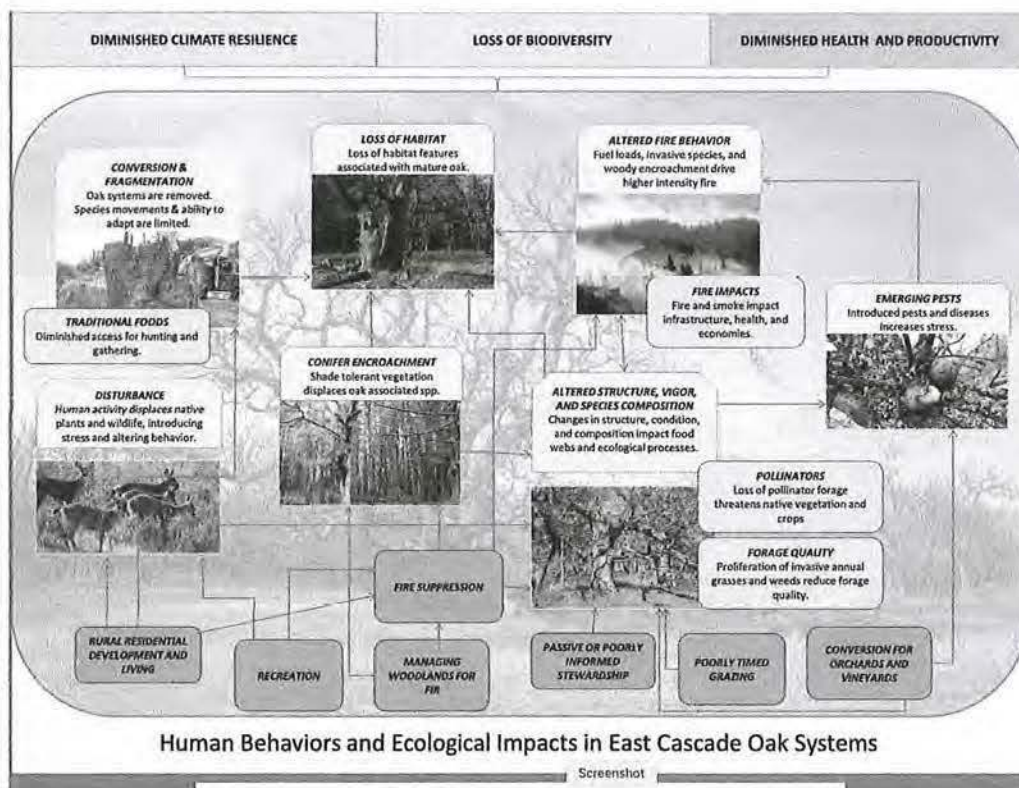 DIMINISHED CLIMATE RESILIENCE
LOSS OF BIODIVERSITY
DIMINISHED HEALTH AND PRODUCTIVITY
CONVERSION &
FRAGMENTATION
Oak systems are removed.
Species movements & ability to
adapt are limited.
LOSS OF HABITAT
Loss of habitat features
associated with mature oak.
ALTERED FIRE BEHAVIOR
Fuel loads, invasive species, and
woody encroachment drive
higher intensity fire
FIRE IMPACTS
Fire and smoke impact
infrastructure, health, and
economies.
EMERGING PESTS
Introduced pests and diseases
increases stress.
TRADITIONAL FOODS
Diminished access for hunting and
gathering.
CONIFER ENCROACHMENT
Shade tolerant vegetation
displaces oak associated spp.
ALTERED STRUCTURE, VIGOR,
AND SPECIES COMPOSITION
Changes in structure, condition,
and composition impact food
webs and ecological processes.
DISTURBANCE
Human activity displaces native
plants and wildlife, introducing
stress and altering behavior.
POLLINATORS
Loss of pollinator forage
threatens native vegetation and
crops
FORAGE QUALITY
Proliferation of invasive annual
grasses and weeds reduce forage
quality.
FIRE SUPPRESSION
RURAL RESIDENTIAL
DEVELOPMENT AND
LIVING
RECREATION
MANAGING
WOODLANDS FOR
FIR
PASSIVE OR POORLY
INFORMED
STEWARDSHIP
POORLY TIMED
GRAZING
CONVERSION FOR
ORCHARDS AND
VINEYARDS
Human Behaviors and Ecological Impacts in East Cascade Oak Systems
Screenshot